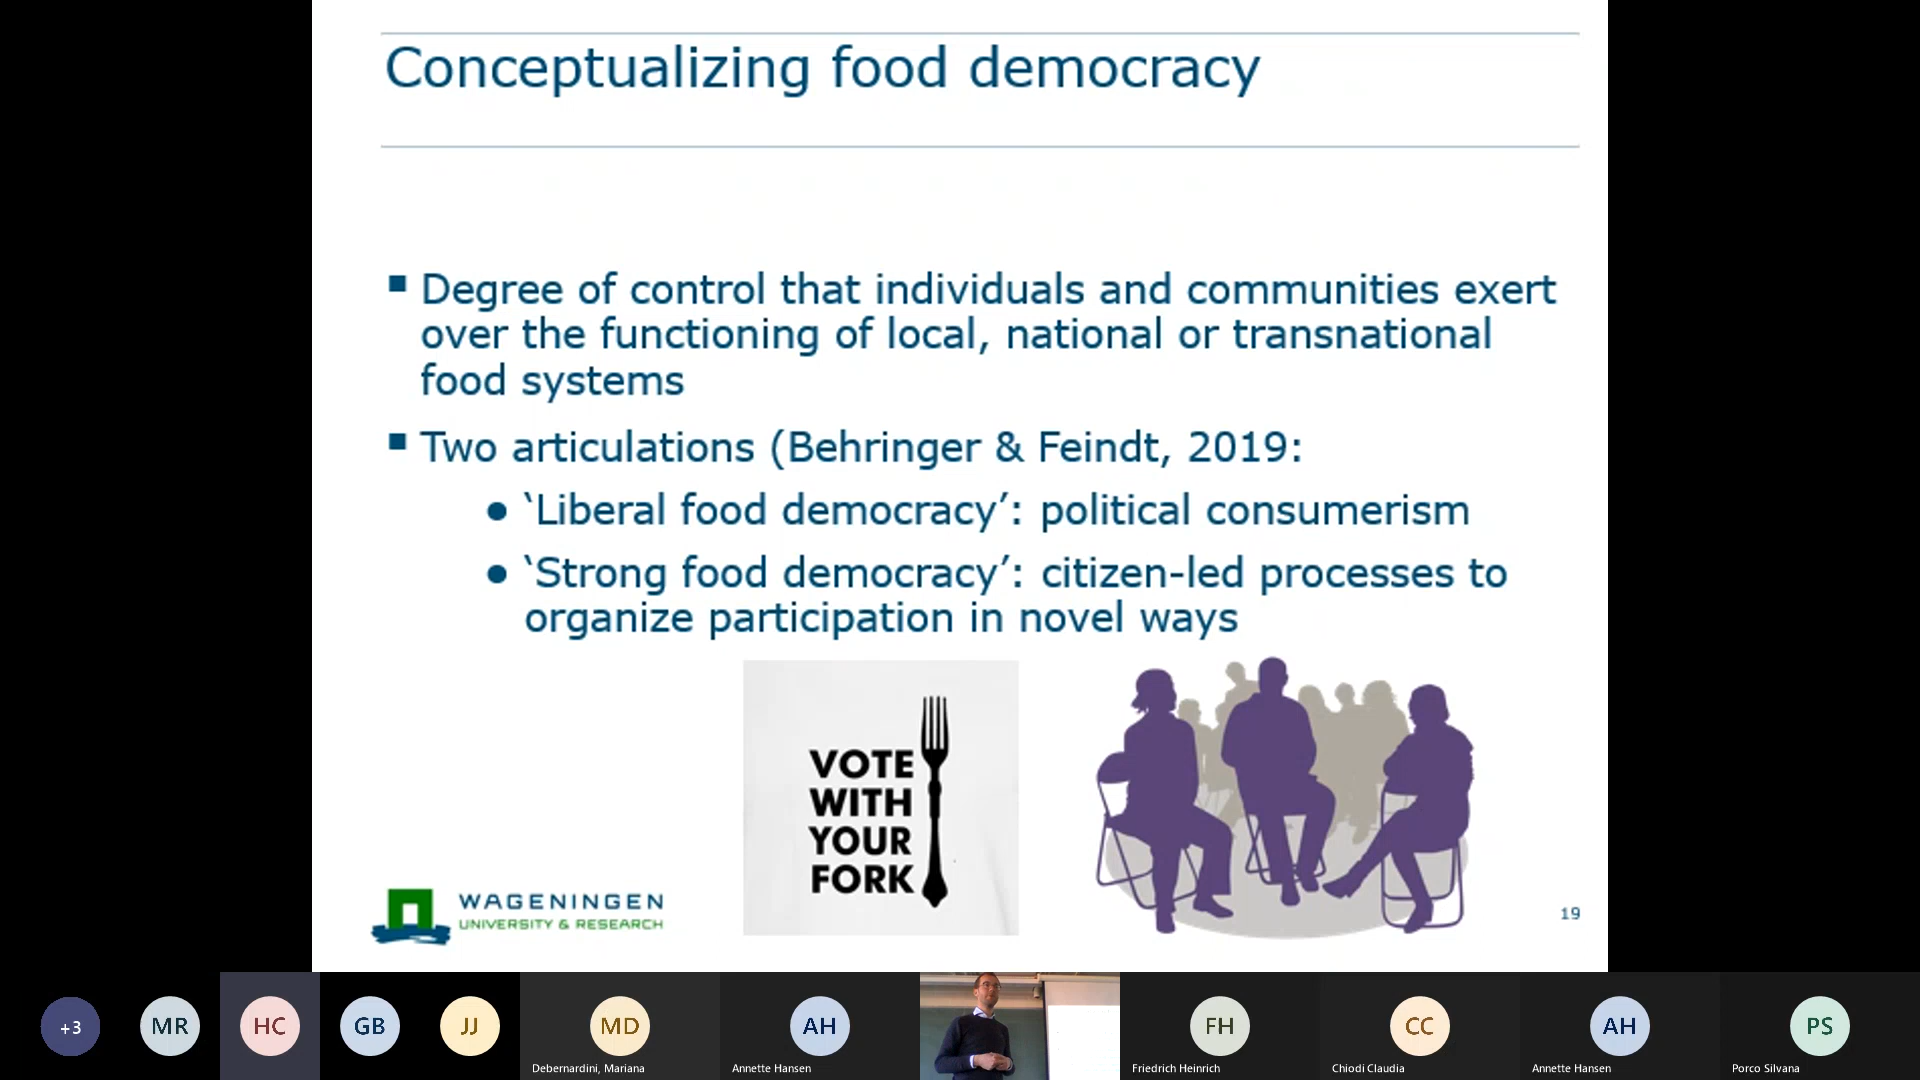 Conceptualizing food democracy
▪ Degree of control that individuals and communities exert
over the functioning of local, national or transnational
food systems
▪ Two articulations (Behringer & Feindt, 2019:
● ‘Liberal food democracy’: political consumerism
● ‘Strong food democracy’: citizen-led processes to
organize participation in novel ways
VOTE
WITH
YOUR
FORK
WAGENINGEN
UNIVERSITY & RESEARCH
19
+3
MR
HC
GB
JJ
MD
Debernardini, Mariana
AH
Annette Hansen
FH
Friedrich Heinrich
CC
Chiodi Claudia
AH
Annette Hansen
PS
Porco Silvana